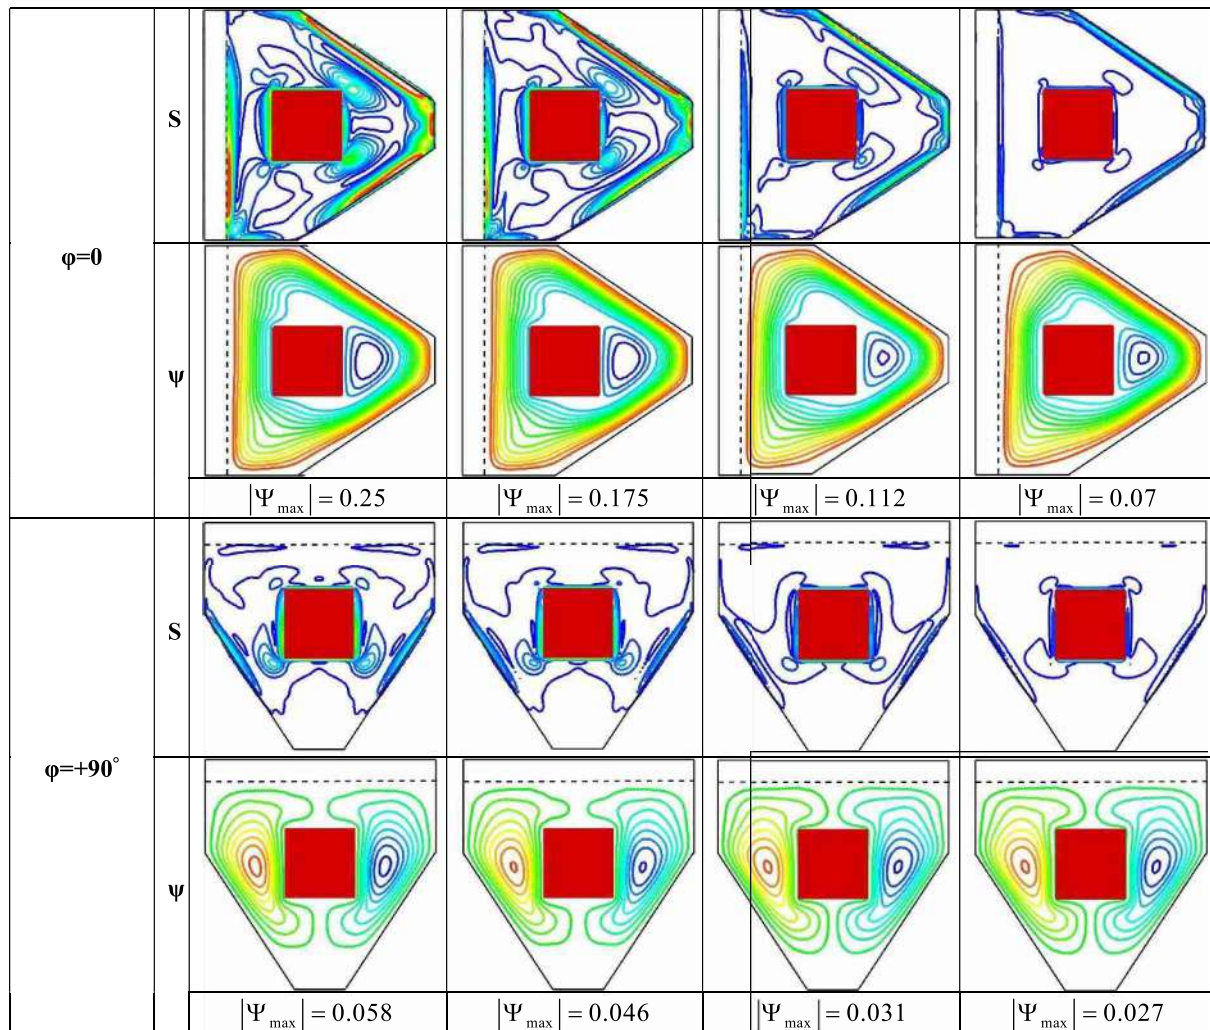 S
φ=0
ψ
|Ψmax| = 0.25
|Ψmax| = 0.175
|Ψmax| = 0.112
|Ψmax| = 0.07
S
φ=+90°
ψ
|Ψmax| = 0.058
|Ψmax| = 0.046
|Ψmax| = 0.031
|Ψmax| = 0.027